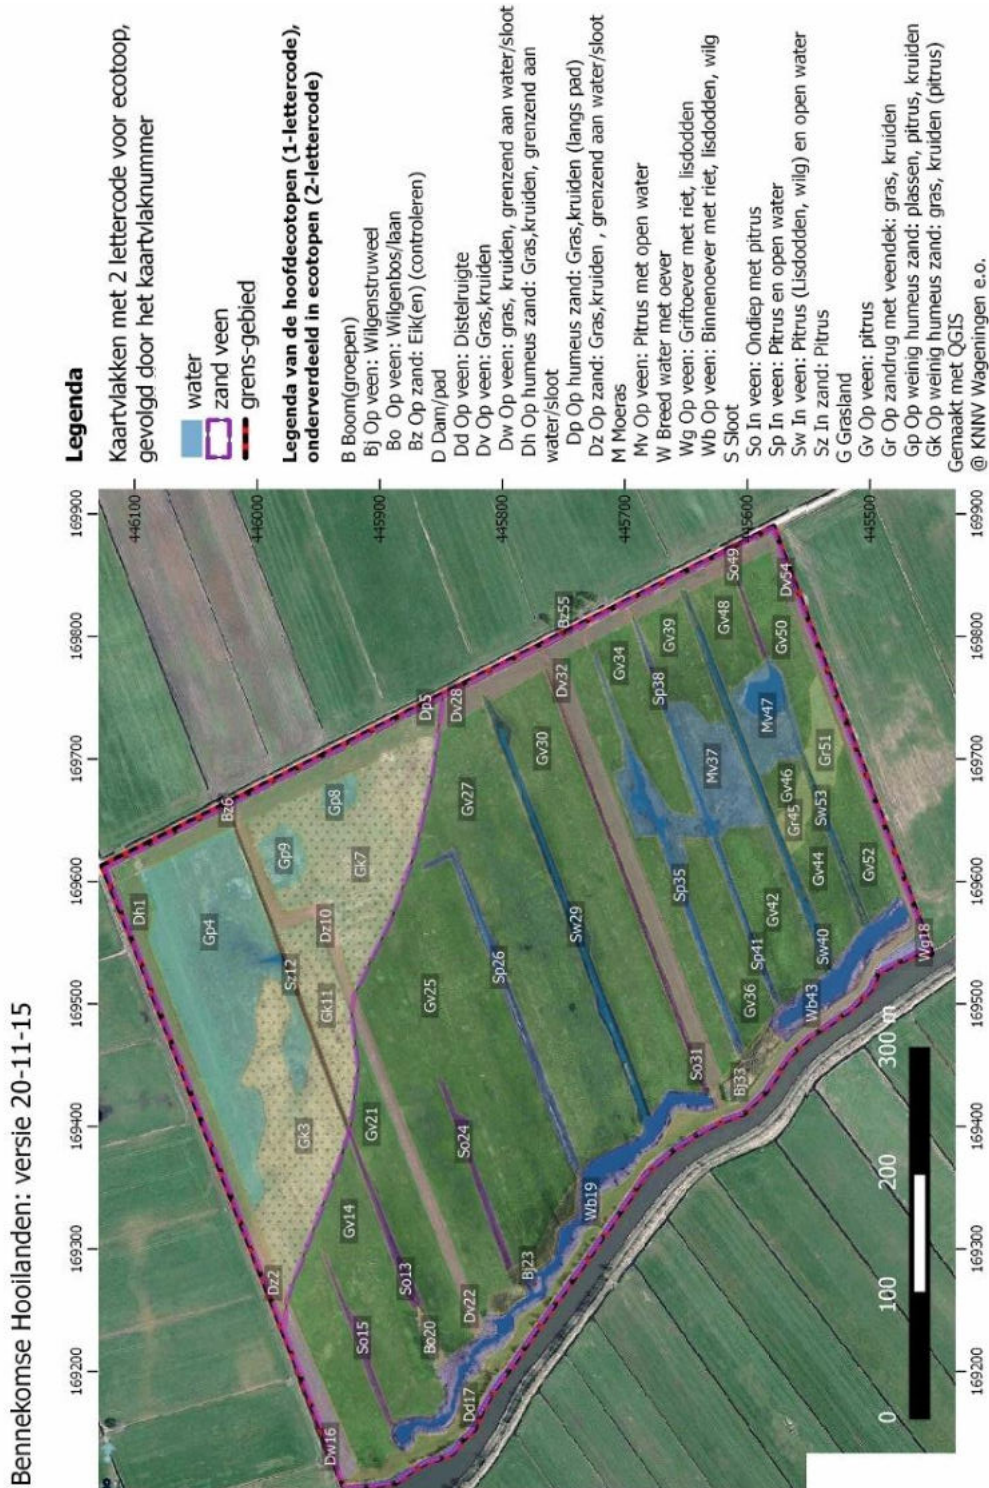 Bennekomse Hooilanden: versie 20-11-15
169200
169300
169400
169500
169600
169700
169800
169900
446100
446000
445900
445800
445700
445600
445500
Dh1
Gp4
Bz6
Gp9
Gp8
Dp5
Gk7
Dz10
Sz12
Gk11
Gk3
Dz2
Dv28
Gv27
Bz55
Gv30
Dv32
Gv34
Sp38
Gv39
Gv48
So49
Dv54
Gv50
Mv47
Mv37
Gv46
Gr45
Gr51
Sw53
Gv44
Gv52
Sp35
Gv42
Sw40
Sp41
Gv36
Wb43
Wg18
Bj33
So31
Sw29
Sp26
Gv25
Gv21
Gv14
So24
So13
So15
Bo20
Dv22
Bj23
Wb19
Dd17
Dw16
0 100 200 300 m
169200
169300
169400
169500
169600
169700
169800
169900
Legenda
Kaartvlakken met 2 lettercode voor ecotoop,
gevolgd door het kaartvlaknummer
water
zand veen
grens-gebied
Legenda van de hoofdecotopen (1-lettercode),
onderverdeeld in ecotopen (2-lettercode)
B Boom(groepen)
Bj Op veen: Wilgenstruweel
Bo Op veen: Wilgenbos/laan
Bz Op zand: Eik(en) (controleren)
D Dam/pad
Dd Op veen: Distelruigte
Dv Op veen: Gras,kruiden
Dw Op veen: gras, kruiden, grenzend aan water/sloot
Dh Op humeus zand: Gras,kruiden, grenzend aan
water/sloot
Dp Op humeus zand: Gras,kruiden (langs pad)
Dz Op zand: Gras,kruiden , grenzend aan water/sloot
M Moeras
Mv Op veen: Pitrus met open water
W Breed water met oever
Wg Op veen: Griftoever met riet, lisdodden
Wb Op veen: Binnenoever met riet, lisdodden, wilg
S Sloot
So In veen: Ondiep met pitrus
Sp In veen: Pitrus en open water
Sw In veen: Pitrus (Lisdodden, wilg) en open water
Sz In zand: Pitrus
G Grasland
Gv Op veen: pitrus
Gr Op zandrug met veendek: gras, kruiden
Gp Op weinig humeus zand: plassen, pitrus, kruiden
Gk Op weinig humeus zand: gras, kruiden (pitrus)
Gemaakt met QGIS
@ KNNV Wageningen e.o.